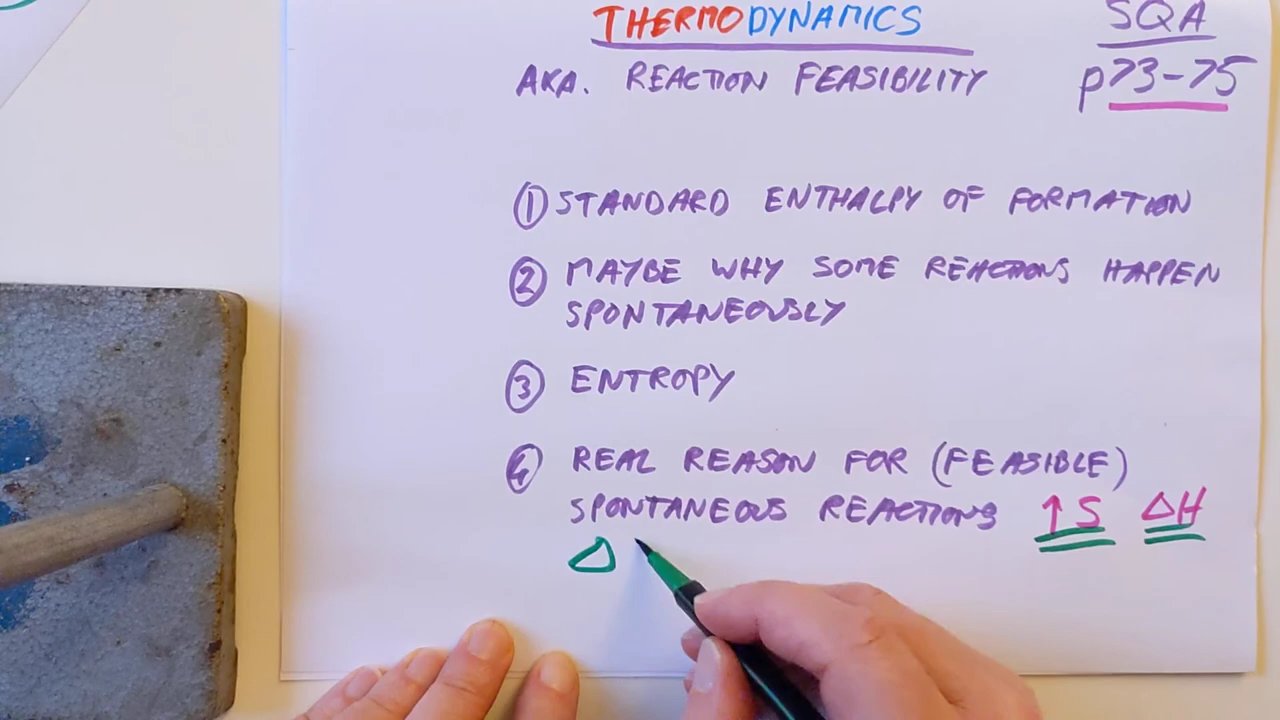 THERMODYNAMICS
SQA
AKA. REACTION FEASIBILITY
p73-75
① STANDARD ENTHALPY OF FORMATION
② MAYBE WHY SOME REACTIONS HAPPEN
SPONTANEOUSLY
③ ENTROPY
④ REAL REASON FOR (FEASIBLE)
SPONTANEOUS REACTIONS ↑S ΔH
Δ